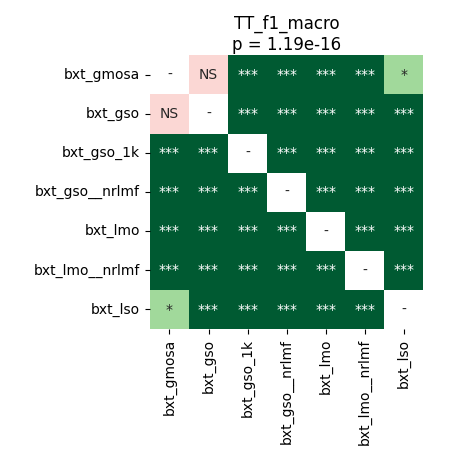 TT_f1_macro
p = 1.19e-16
bxt_gmosa - NS *** *** *** *** *
bxt_gso NS - *** *** *** *** ***
bxt_gso_1k *** *** - *** *** *** ***
bxt_gso__nrlmf *** *** *** - *** *** ***
bxt_lmo *** *** *** *** - *** ***
bxt_lmo__nrlmf *** *** *** *** *** - ***
bxt_lso * *** *** *** *** *** -
bxt_gmosa
bxt_gso
bxt_gso_1k
bxt_gso__nrlmf
bxt_lmo
bxt_lmo__nrlmf
bxt_lso